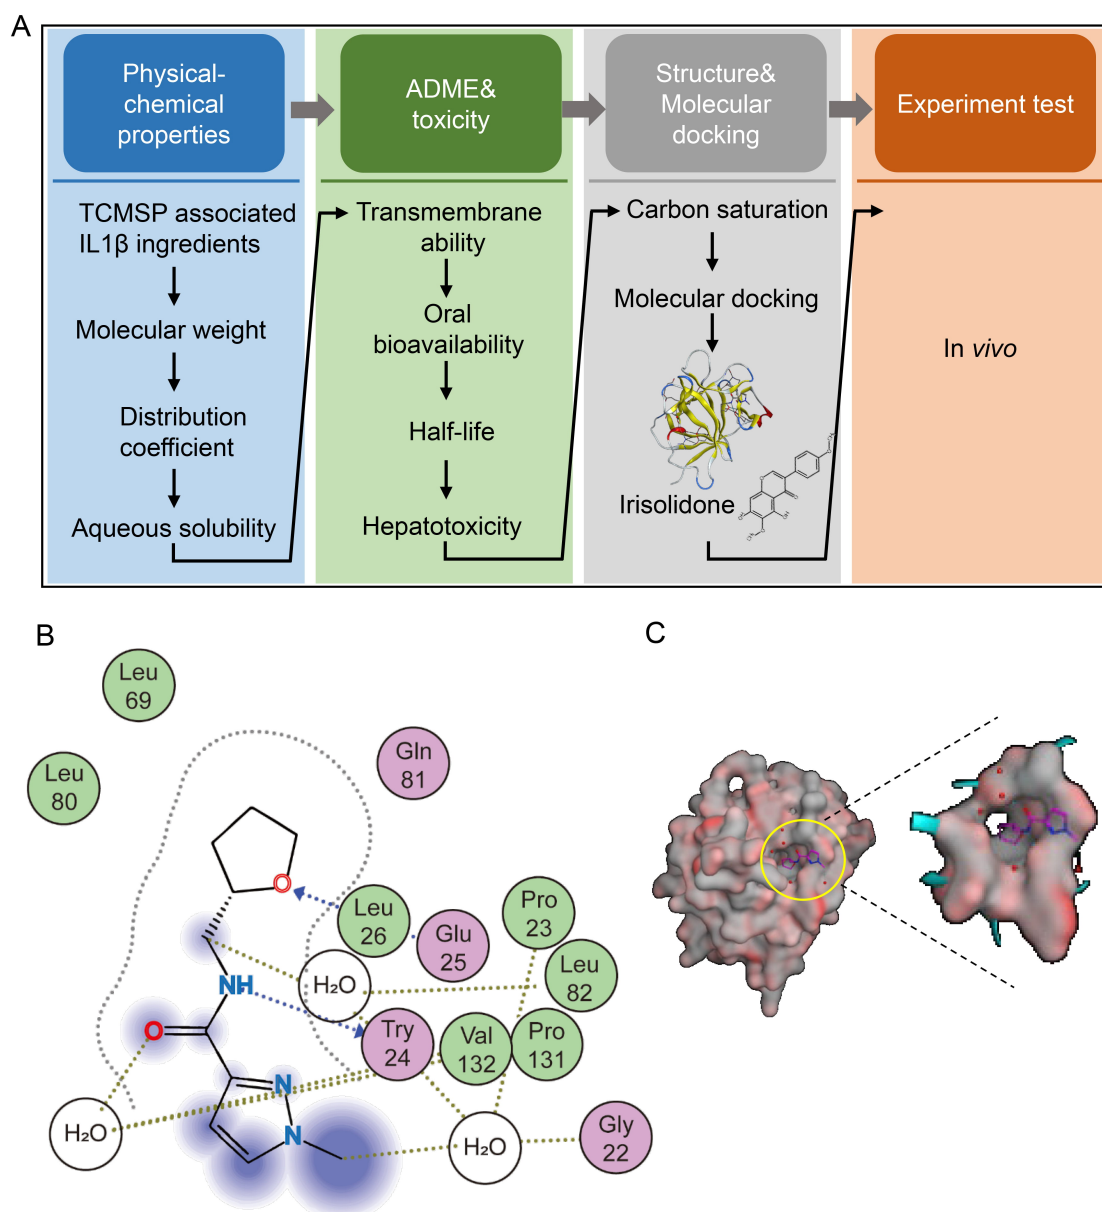 A
Physical-
chemical
properties
ADME&
toxicity
Structure&
Molecular
docking
Experiment test
TCMSP associated
IL1β ingredients
Molecular weight
Distribution
coefficient
Aqueous solubility
Transmembrane
ability
Oral
bioavailability
Half-life
Hepatotoxicity
Carbon saturation
Molecular docking
Irisolidone
In vivo
B
Leu
69
Leu
80
Gln
81
O
Leu
26
Glu
25
Pro
23
Leu
82
H₂O
NH
O
Try
24
Val
132
Pro
131
N
N
H₂O
H₂O
Gly
22
C